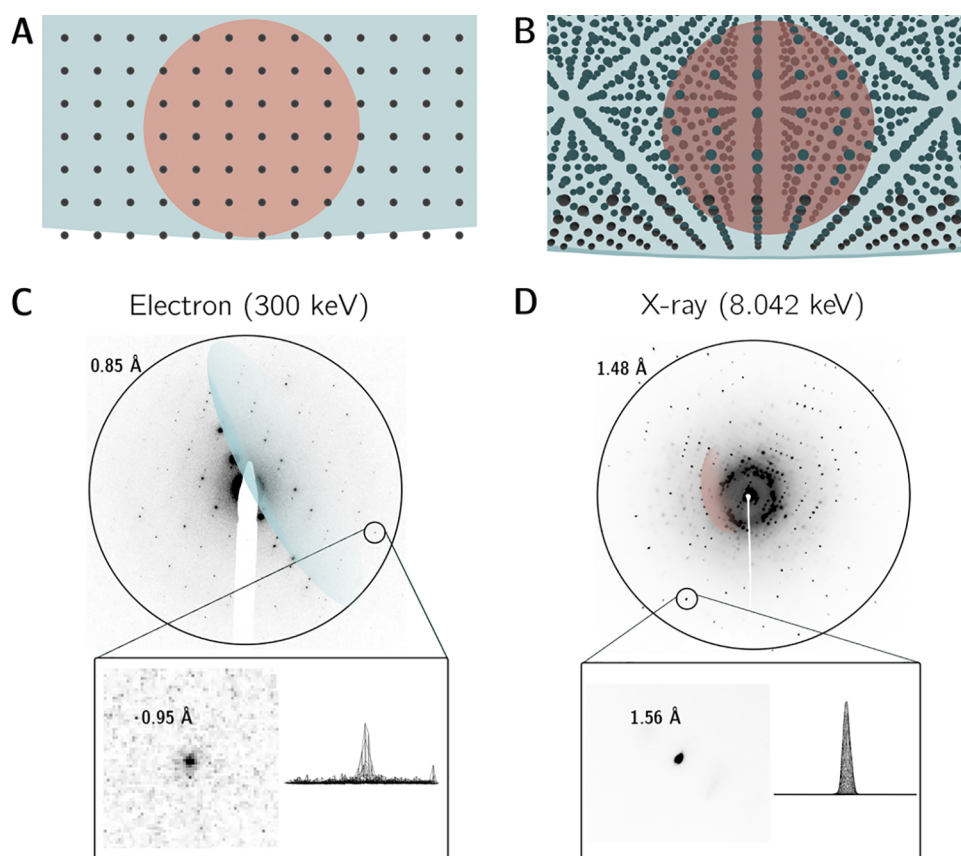 A
B
C
Electron (300 keV)
D
X-ray (8.042 keV)
0.85 Å
1.48 Å
0.95 Å
1.56 Å